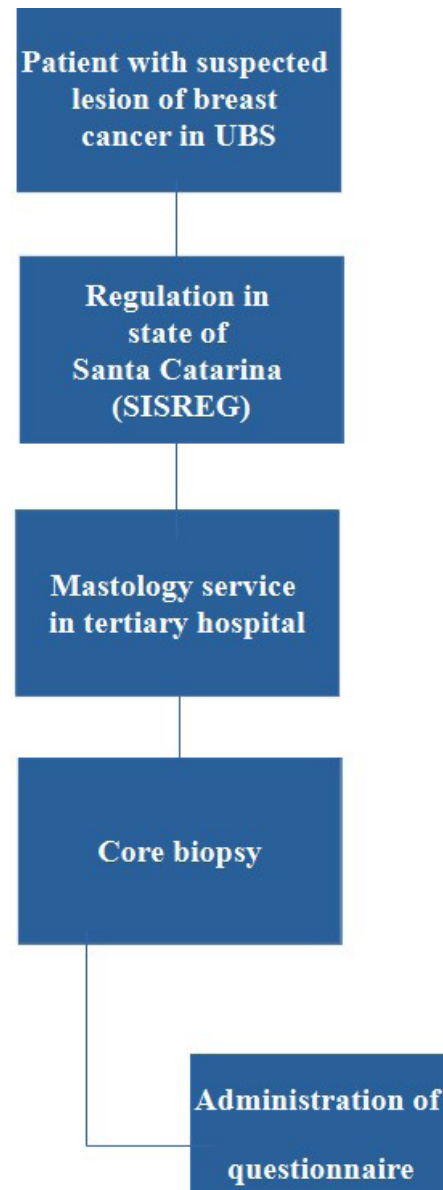 Patient with suspected
lesion of breast
cancer in UBS
Regulation in
state of
Santa Catarina
(SISREG)
Mastology service
in tertiary hospital
Core biopsy
Administration of
questionnaire